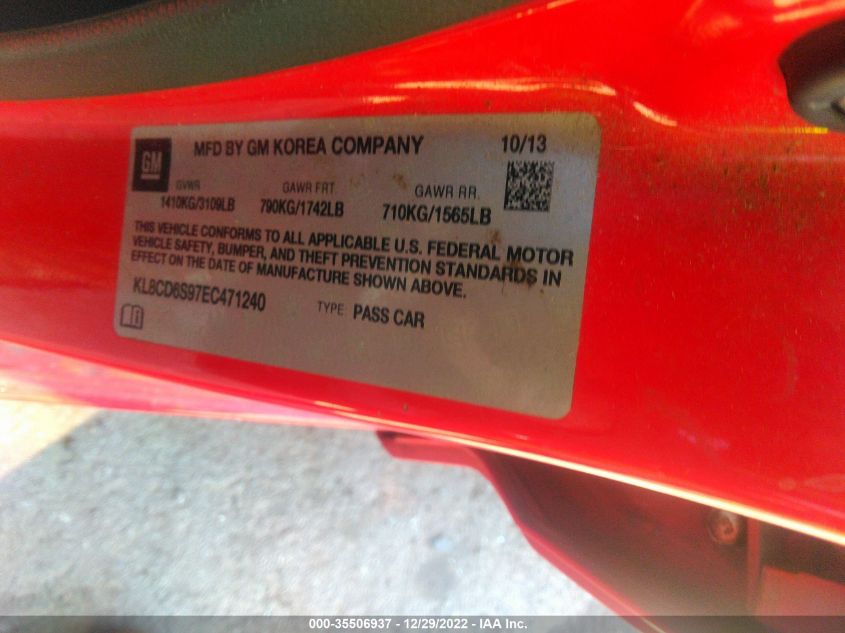 GM
MFD BY GM KOREA COMPANY 10/13
GVWR GAWR FRT. GAWR RR.
1410KG/3109LB 790KG/1742LB 710KG/1565LB
THIS VEHICLE CONFORMS TO ALL APPLICABLE U.S. FEDERAL MOTOR
VEHICLE SAFETY, BUMPER, AND THEFT PREVENTION STANDARDS IN
EFFECT ON THE DATE OF MANUFACTURE SHOWN ABOVE.
KL8CD6S97EC471240 TYPE: PASS CAR
000-35506937 - 12/29/2022 - IAA Inc.